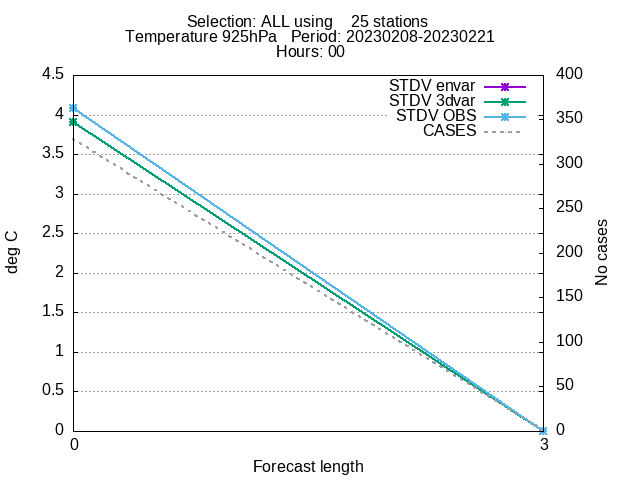 Selection: ALL using    25 stations
Temperature 925hPa   Period: 20230208-20230221
Hours: 00
4.5
4
3.5
3
2.5
2
1.5
1
0.5
0
400
350
300
250
200
150
100
50
0
STDV envar
STDV 3dvar
STDV OBS
CASES
deg C
No cases
0
3
Forecast length